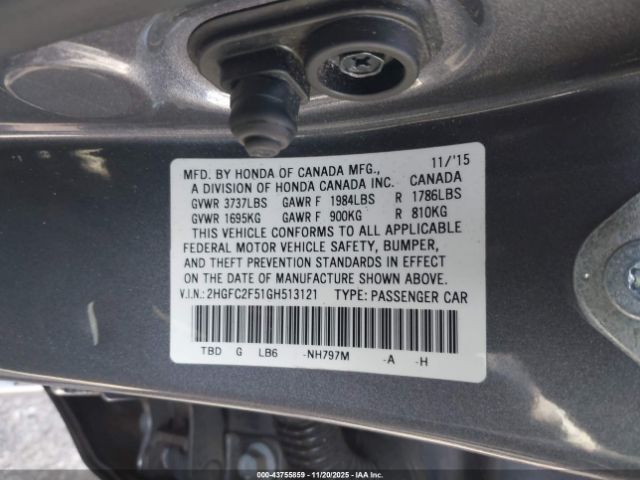 MFD. BY HONDA OF CANADA MFG., 11/'15
A DIVISION OF HONDA CANADA INC. CANADA
GVWR 3737LBS GAWR F 1984LBS R 1786LBS
GVWR 1695KG GAWR F 900KG R 810KG
THIS VEHICLE CONFORMS TO ALL APPLICABLE
FEDERAL MOTOR VEHICLE SAFETY, BUMPER,
AND THEFT PREVENTION STANDARDS IN EFFECT
ON THE DATE OF MANUFACTURE SHOWN ABOVE.
V.I.N.: 2HGFC2F51GH513121 TYPE: PASSENGER CAR
TBD G LB6 -NH797M -A -H
000-43755859 - 11/20/2025 - IAA Inc.